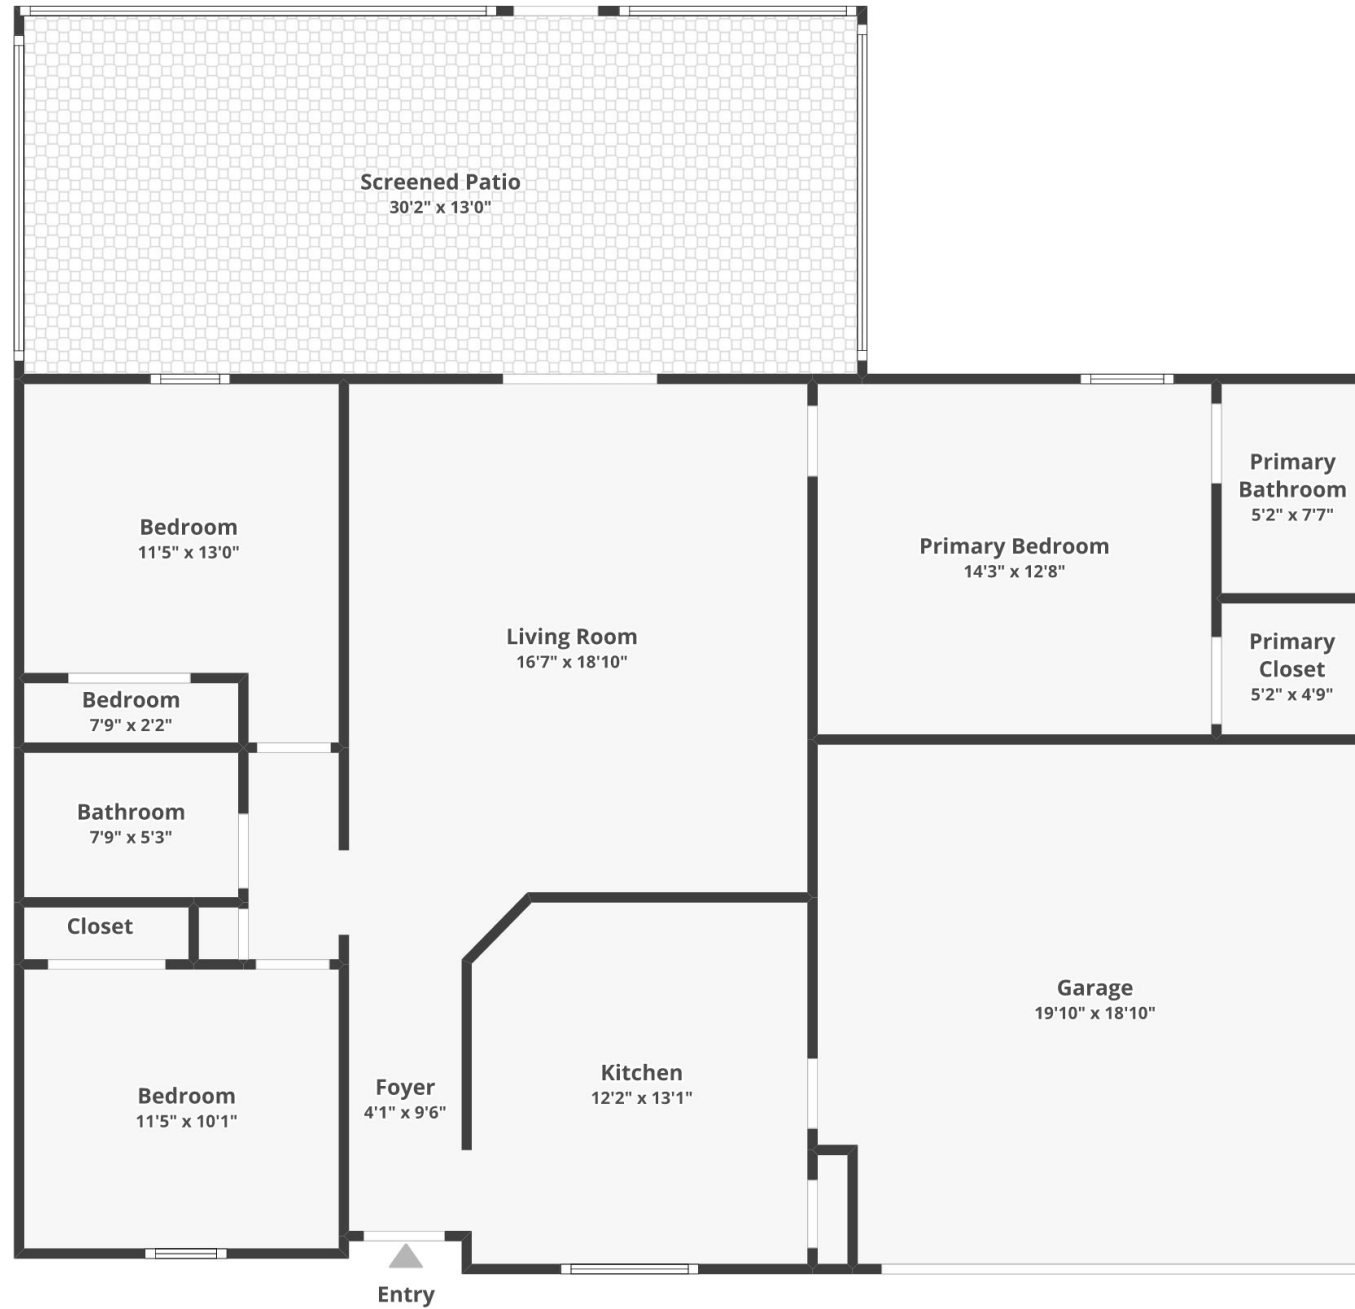 Screened Patio
30'2" x 13'0"
Primary
Bathroom
5'2" x 7'7"
Bedroom
11'5" x 13'0"
Primary Bedroom
14'3" x 12'8"
Living Room
16'7" x 18'10"
Primary
Closet
5'2" x 4'9"
Bedroom
7'9" x 2'2"
Bathroom
7'9" x 5'3"
Closet
Garage
19'10" x 18'10"
Kitchen
12'2" x 13'1"
Foyer
4'1" x 9'6"
Bedroom
11'5" x 10'1"
Entry